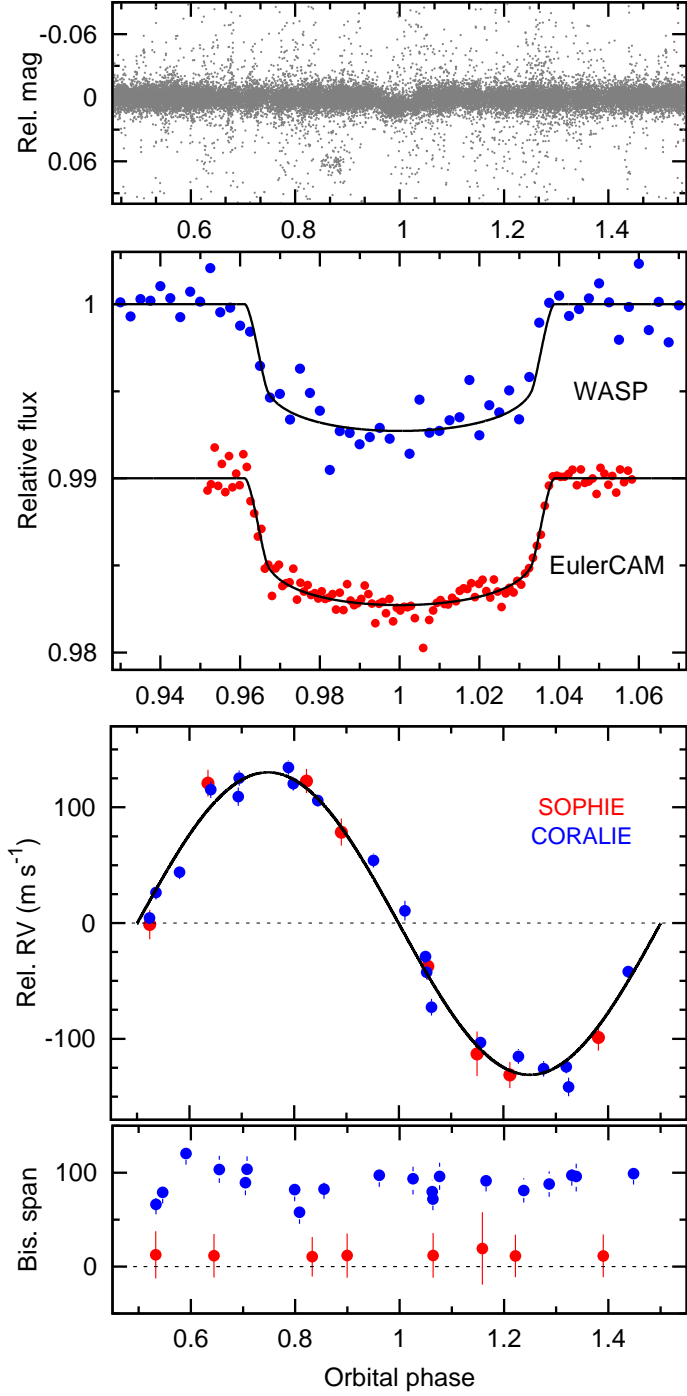 -0.06
0
0.06
Rel. mag
0.6 0.8 1 1.2 1.4
1
0.99
0.98
Relative flux
WASP
EulerCAM
0.94 0.96 0.98 1 1.02 1.04 1.06
100
0
-100
Rel. RV (m s⁻¹)
SOPHIE
CORALIE
100
0
Bis. span
0.6 0.8 1 1.2 1.4
Orbital phase